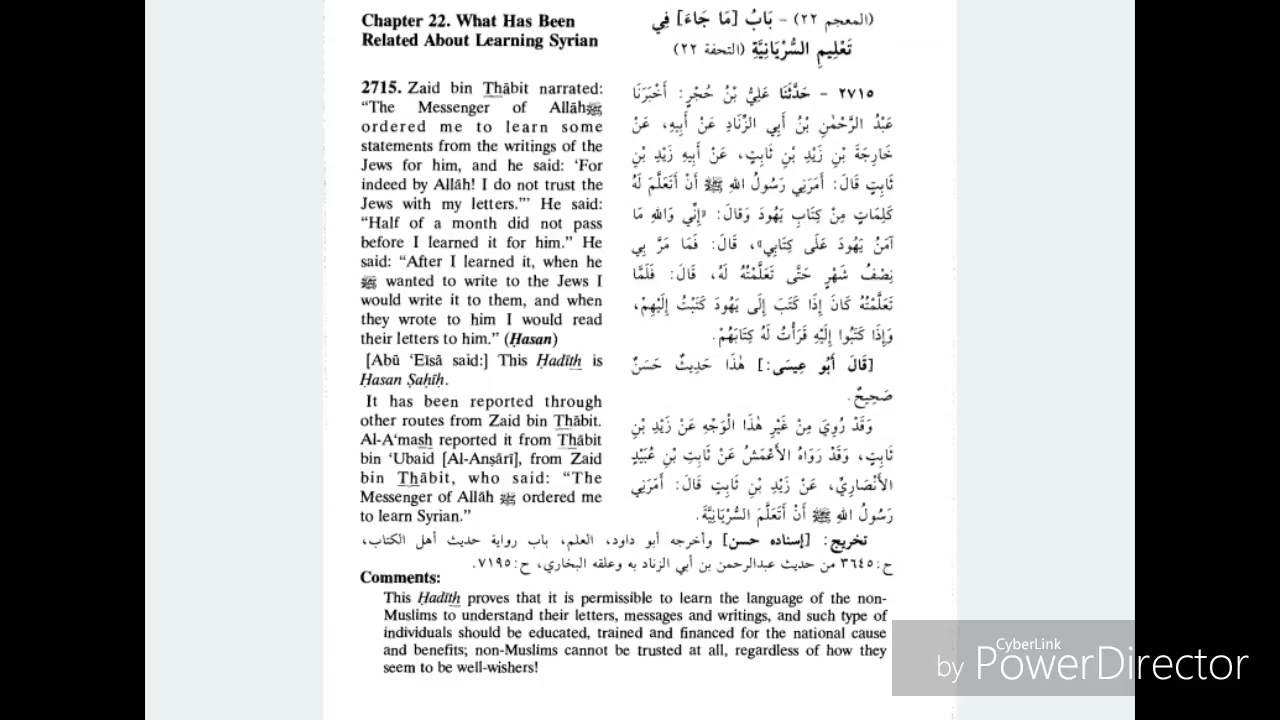 Chapter 22. What Has Been
Related About Learning Syrian
(المعجم ٢٢) - بَابُ [مَا جَاءَ] فِي
تَعْلِيمِ السُّرْيَانِيَّةِ (التحفة ٢٢)
2715. Zaid bin Thābit narrated:
"The Messenger of Allāhﷺ
ordered me to learn some
statements from the writings of the
Jews for him, and he said: 'For
indeed by Allāh! I do not trust the
Jews with my letters.'" He said:
"Half of a month did not pass
before I learned it for him." He
said: "After I learned it, when he
ﷺ wanted to write to the Jews I
would write it to them, and when
they wrote to him I would read
their letters to him." (Ḥasan)
[Abū 'Eīsā said:] This Ḥadīth is
Ḥasan Ṣaḥīḥ.
It has been reported through
other routes from Zaid bin Thābit.
Al-A'mash reported it from Thābit
bin 'Ubaid [Al-Anṣārī], from Zaid
bin Thābit, who said: "The
Messenger of Allāh ﷺ ordered me
to learn Syrian."
٢٧١٥ - حَدَّثَنَا عَلِيُّ بْنُ حُجْرٍ: أَخْبَرَنَا
عَبْدُ الرَّحْمٰنِ بْنُ أَبِي الزِّنَادِ عَنْ أَبِيهِ، عَنْ
خَارِجَةَ بْنِ زَيْدِ بْنِ ثَابِتٍ، عَنْ أَبِيهِ زَيْدِ بْنِ
ثَابِتٍ قَالَ: أَمَرَنِي رَسُولُ اللهِ ﷺ أَنْ أَتَعَلَّمَ لَهُ
كَلِمَاتٍ مِنْ كِتَابِ يَهُودَ وَقَالَ: «إِنِّي وَاللهِ مَا
آمَنُ يَهُودَ عَلَى كِتَابِي»، قَالَ: فَمَا مَرَّ بِي
نِصْفُ شَهْرٍ حَتَّى تَعَلَّمْتُهُ لَهُ، قَالَ: فَلَمَّا
تَعَلَّمْتُهُ كَانَ إِذَا كَتَبَ إِلَى يَهُودَ كَتَبْتُ إِلَيْهِمْ،
وَإِذَا كَتَبُوا إِلَيْهِ قَرَأْتُ لَهُ كِتَابَهُمْ.
[قَالَ أَبُو عِيسَى:] هٰذَا حَدِيثٌ حَسَنٌ
صَحِيحٌ.
وَقَدْ رُوِيَ مِنْ غَيْرِ هٰذَا الْوَجْهِ عَنْ زَيْدِ بْنِ
ثَابِتٍ، وَقَدْ رَوَاهُ الأَعْمَشُ عَنْ ثَابِتِ بْنِ عُبَيْدٍ
الأَنْصَارِيِّ، عَنْ زَيْدِ بْنِ ثَابِتٍ قَالَ: أَمَرَنِي
رَسُولُ اللهِ ﷺ أَنْ أَتَعَلَّمَ السُّرْيَانِيَّةَ.
تخريج: [إسناده حسن] وأخرجه أبو داود، العلم، باب رواية حديث أهل الكتاب،
ح:٣٦٤٥ من حديث عبدالرحمن بن أبي الزناد به وعلقه البخاري، ح:٧١٩٥.
Comments:
This Ḥadīth proves that it is permissible to learn the language of the non-
Muslims to understand their letters, messages and writings, and such type of
individuals should be educated, trained and financed for the national cause
and benefits; non-Muslims cannot be trusted at all, regardless of how they
seem to be well-wishers!
CyberLink
by PowerDirector